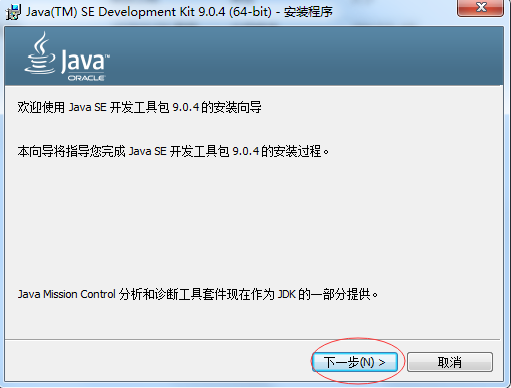 Java(TM) SE Development Kit 9.0.4 (64-bit) - 安装程序
Java™
ORACLE
欢迎使用 Java SE 开发工具包 9.0.4 的安装向导
本向导将指导您完成 Java SE 开发工具包 9.0.4 的安装过程。
Java Mission Control 分析和诊断工具套件现在作为 JDK 的一部分提供。
下一步(N) >
取消